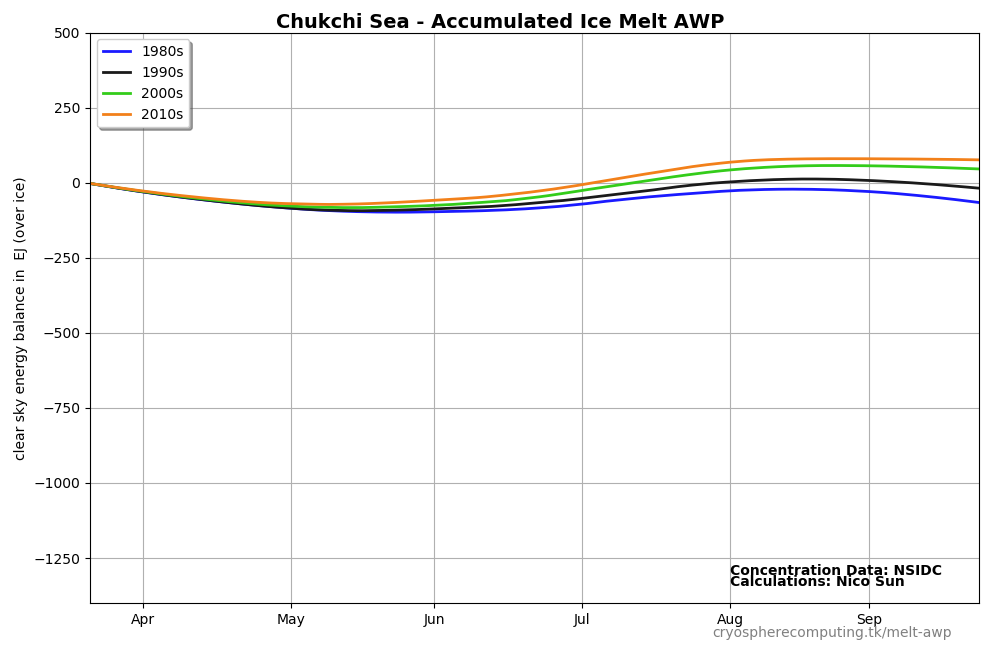 Chukchi Sea - Accumulated Ice Melt AWP
500
250
0
−250
−500
−750
−1000
−1250
clear sky energy balance in  EJ (over ice)
1980s
1990s
2000s
2010s
Concentration Data: NSIDC
Calculations: Nico Sun
Apr May Jun Jul Aug Sep
cryospherecomputing.tk/melt-awp